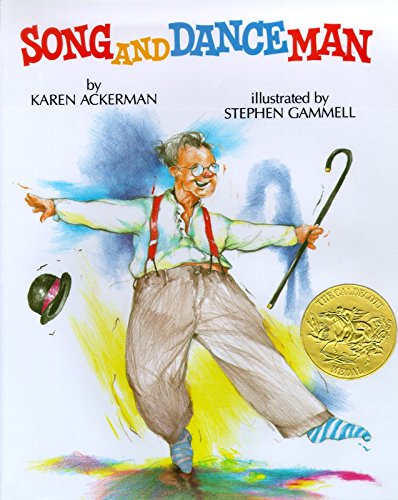 SONG AND DANCE MAN
by
KAREN ACKERMAN
illustrated by
STEPHEN GAMMELL
THE CALDECOTT
MEDAL